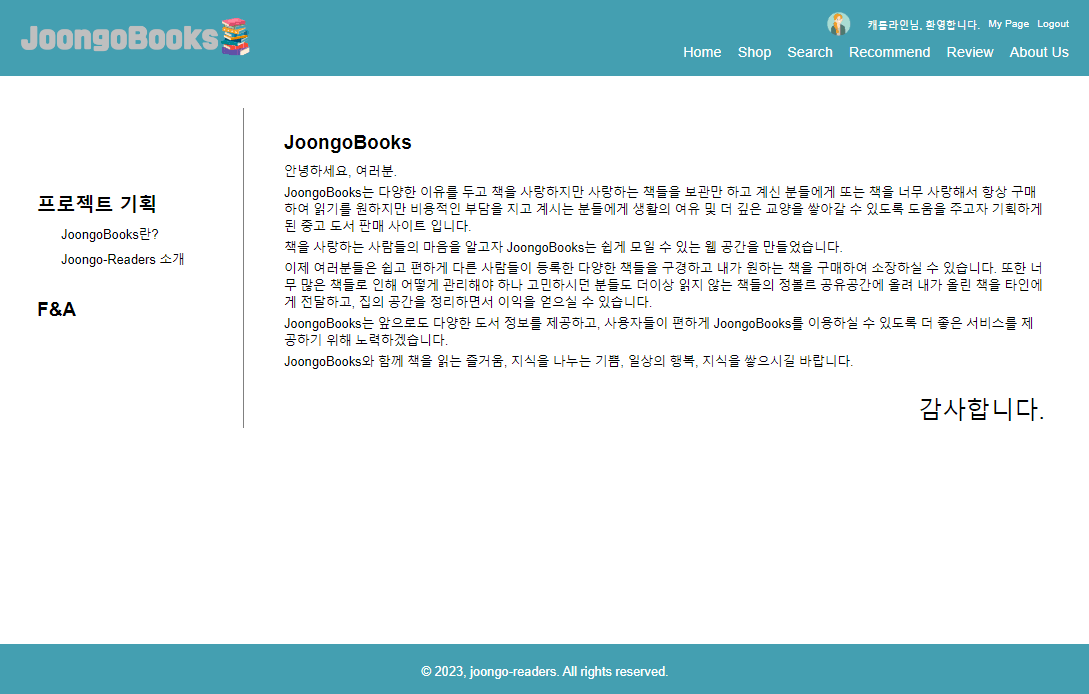 JoongoBooks
캐플라인님, 환영합니다. My Page Logout
Home Shop Search Recommend Review About Us
프로젝트 기획
JoongoBooks란?
Joongo-Readers 소개
F&A
JoongoBooks
안녕하세요, 여러분.
JoongoBooks는 다양한 이유를 두고 책을 사랑하지만 사랑하는 책들을 보관만 하고 계신 분들에게 또는 책을 너무 사랑해서 항상 구매
하여 읽기를 원하지만 비용적인 부담을 지고 계시는 분들에게 생활의 여유 및 더 깊은 교양을 쌓아갈 수 있도록 도움을 주고자 기획하게
된 중고 도서 판매 사이트 입니다.
책을 사랑하는 사람들의 마음을 알고자 JoongoBooks는 쉽게 모일 수 있는 웹 공간을 만들었습니다.
이제 여러분들은 쉽고 편하게 다른 사람들이 등록한 다양한 책들을 구경하고 내가 원하는 책을 구매하여 소장하실 수 있습니다. 또한 너
무 많은 책들로 인해 어떻게 관리해야 하나 고민하시던 분들도 더이상 읽지 않는 책들의 정볼르 공유공간에 올려 내가 올린 책을 타인에
게 전달하고, 집의 공간을 정리하면서 이익을 얻으실 수 있습니다.
JoongoBooks는 앞으로도 다양한 도서 정보를 제공하고, 사용자들이 편하게 JoongoBooks를 이용하실 수 있도록 더 좋은 서비스를 제
공하기 위해 노력하겠습니다.
JoongoBooks와 함께 책을 읽는 즐거움, 지식을 나누는 기쁨, 일상의 행복, 지식을 쌓으시길 바랍니다.
감사합니다.
© 2023, joongo-readers. All rights reserved.